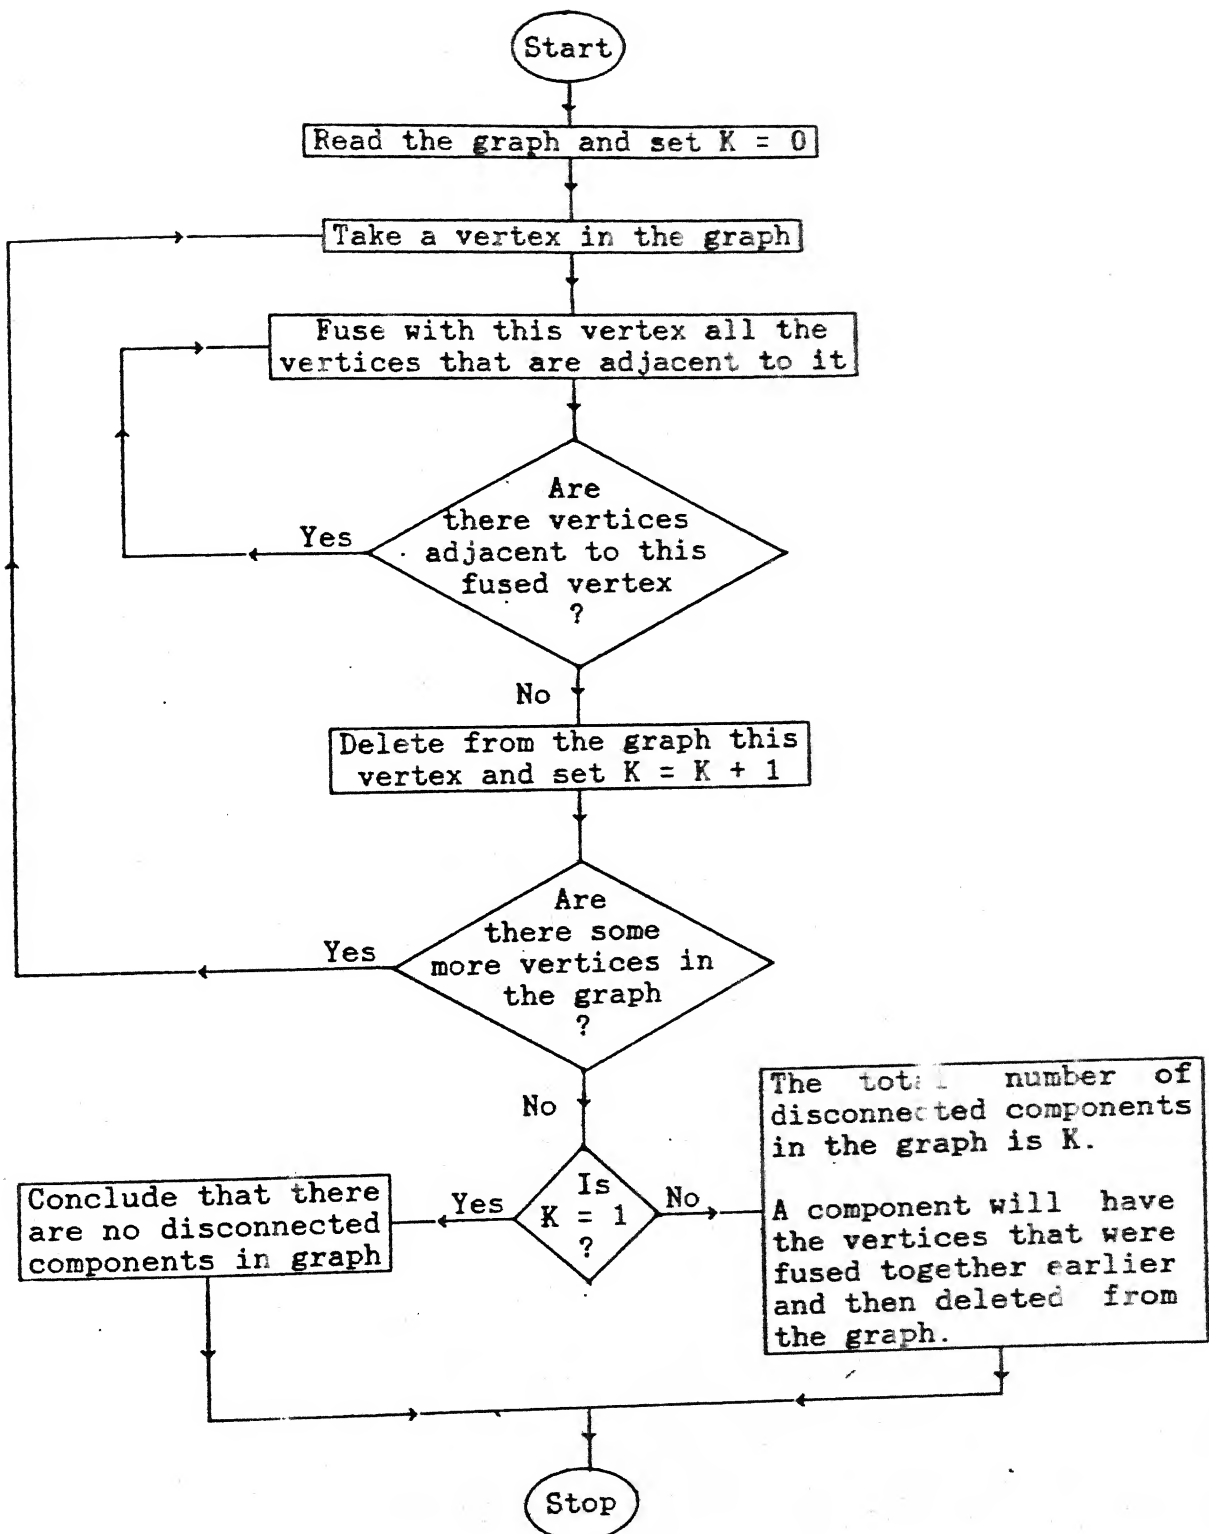 Start
Read the graph and set K = 0
Take a vertex in the graph
Fuse with this vertex all the
vertices that are adjacent to it
Are
there vertices
adjacent to this
fused vertex
?
Yes
No
Delete from the graph this
vertex and set K = K + 1
Are
there some
more vertices in
the graph
?
Yes
No
Is
K = 1
?
Yes
No
Conclude that there
are no disconnected
components in graph
The total number of
disconnected components
in the graph is K.
A component will have
the vertices that were
fused together earlier
and then deleted from
the graph.
Stop